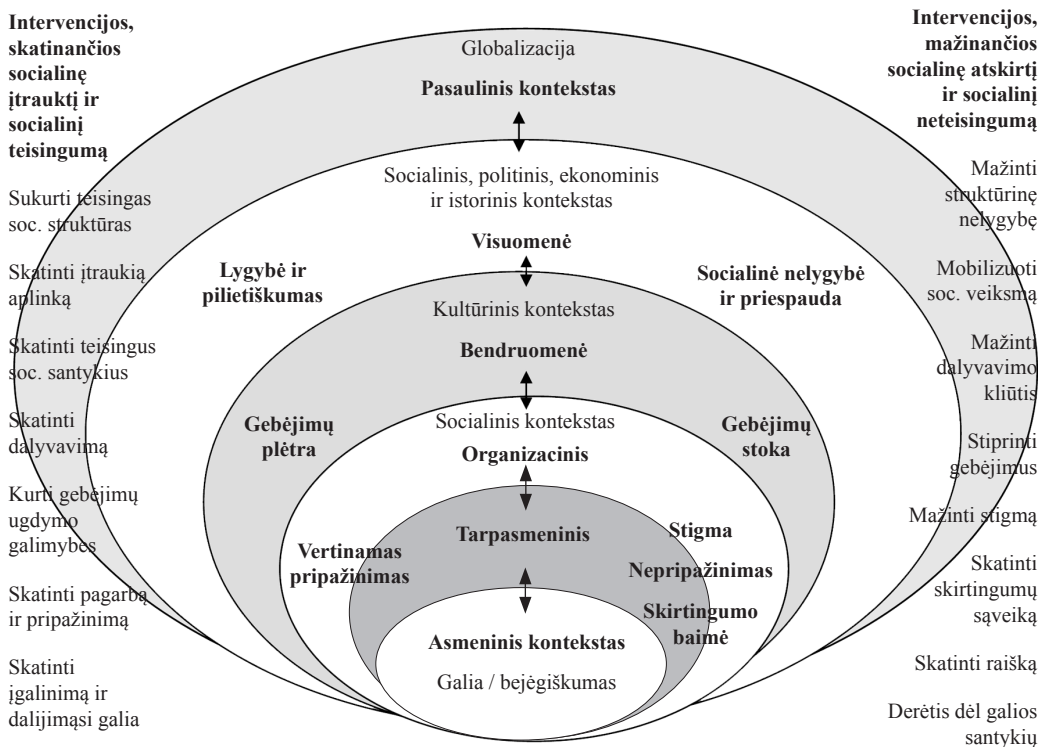 Intervencijos,
skatinančios
socialinę
įtrauktį ir
socialinį
teisingumą
Sukurti teisingas
soc. struktūras
Skatinti įtraukią
aplinką
Skatinti teisingus
soc. santykius
Skatinti
dalyvavimą
Kurti gebėjimų
ugdymo
galimybes
Skatinti pagarbą
ir pripažinimą
Skatinti
įgalinimą ir
dalijimąsi galia
Globalizacija
Pasaulinis kontekstas
Socialinis, politinis, ekonominis
ir istorinis kontekstas
Visuomenė
Lygybė ir
pilietiškumas
Socialinė nelygybė
ir priespauda
Kultūrinis kontekstas
Bendruomenė
Gebėjimų
plėtra
Gebėjimų
stoka
Socialinis kontekstas
Organizacinis
Tarpasmeninis
Vertinamas
pripažinimas
Stigma
Nepripažinimas
Skirtingumo
baimė
Asmeninis kontekstas
Galia / bejėgiškumas
Intervencijos,
mažinančios
socialinę atskirtį
ir socialinį
neteisingumą
Mažinti
struktūrinę
nelygybę
Mobilizuoti
soc. veiksmą
Mažinti
dalyvavimo
kliūtis
Stiprinti
gebėjimus
Mažinti stigmą
Skatinti
skirtingumų
sąveiką
Skatinti raišką
Derėtis dėl galios
santykių